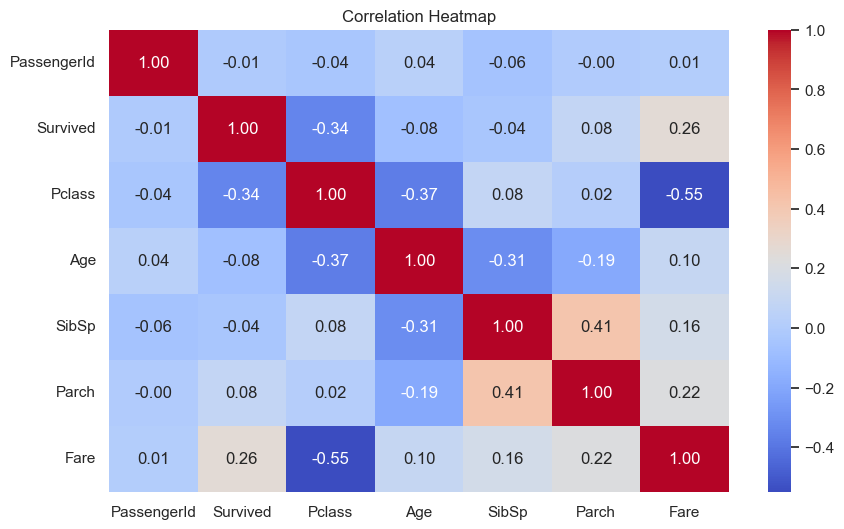 Correlation Heatmap
PassengerId 1.00 -0.01 -0.04 0.04 -0.06 -0.00 0.01
Survived -0.01 1.00 -0.34 -0.08 -0.04 0.08 0.26
Pclass -0.04 -0.34 1.00 -0.37 0.08 0.02 -0.55
Age 0.04 -0.08 -0.37 1.00 -0.31 -0.19 0.10
SibSp -0.06 -0.04 0.08 -0.31 1.00 0.41 0.16
Parch -0.00 0.08 0.02 -0.19 0.41 1.00 0.22
Fare 0.01 0.26 -0.55 0.10 0.16 0.22 1.00
PassengerId Survived Pclass Age SibSp Parch Fare
1.0
0.8
0.6
0.4
0.2
0.0
−0.2
−0.4